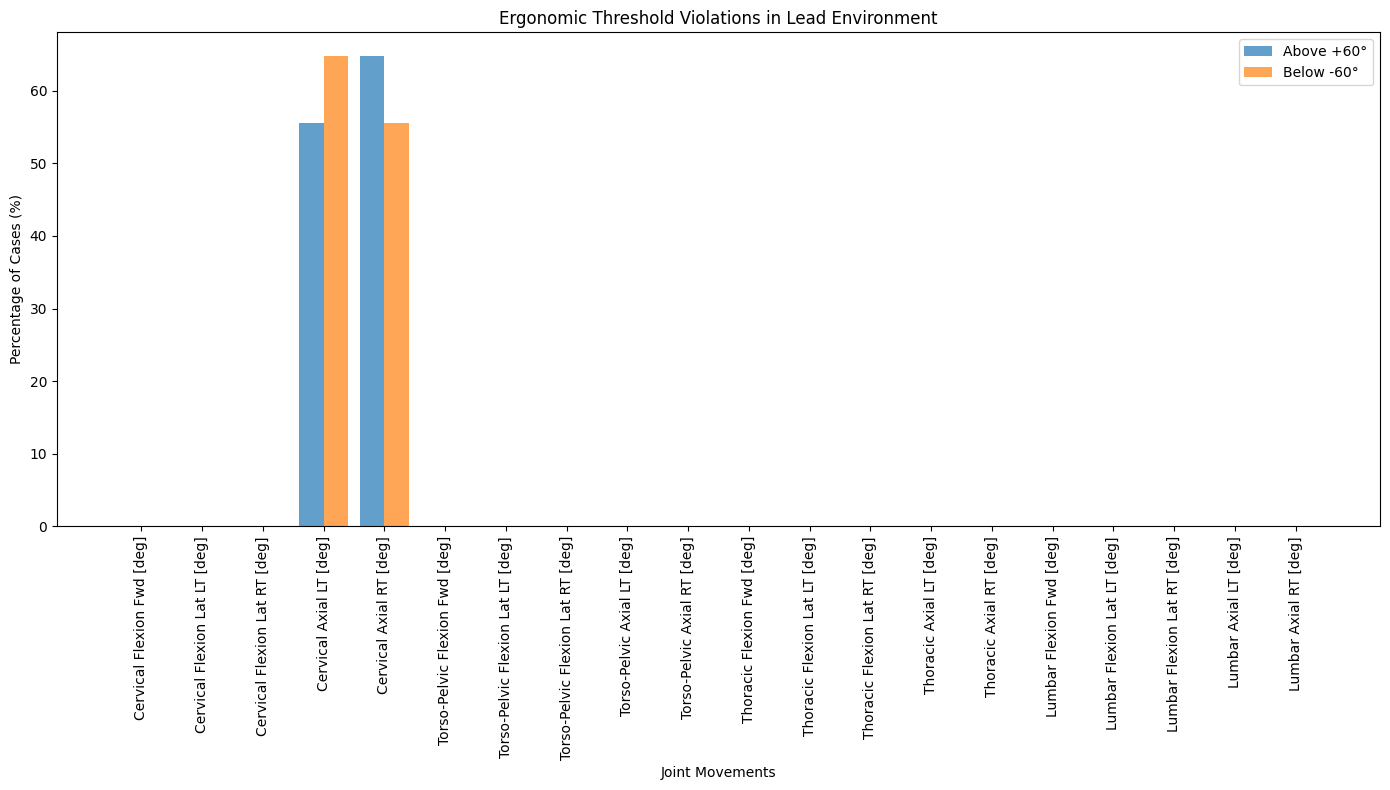 Ergonomic Threshold Violations in Lead Environment
Above +60°
Below -60°
Percentage of Cases (%)
60
50
40
30
20
10
0
Cervical Flexion Fwd [deg]
Cervical Flexion Lat LT [deg]
Cervical Flexion Lat RT [deg]
Cervical Axial LT [deg]
Cervical Axial RT [deg]
Torso-Pelvic Flexion Fwd [deg]
Torso-Pelvic Flexion Lat LT [deg]
Torso-Pelvic Flexion Lat RT [deg]
Torso-Pelvic Axial LT [deg]
Torso-Pelvic Axial RT [deg]
Thoracic Flexion Fwd [deg]
Thoracic Flexion Lat LT [deg]
Thoracic Flexion Lat RT [deg]
Thoracic Axial LT [deg]
Thoracic Axial RT [deg]
Lumbar Flexion Fwd [deg]
Lumbar Flexion Lat LT [deg]
Lumbar Flexion Lat RT [deg]
Lumbar Axial LT [deg]
Lumbar Axial RT [deg]
Joint Movements